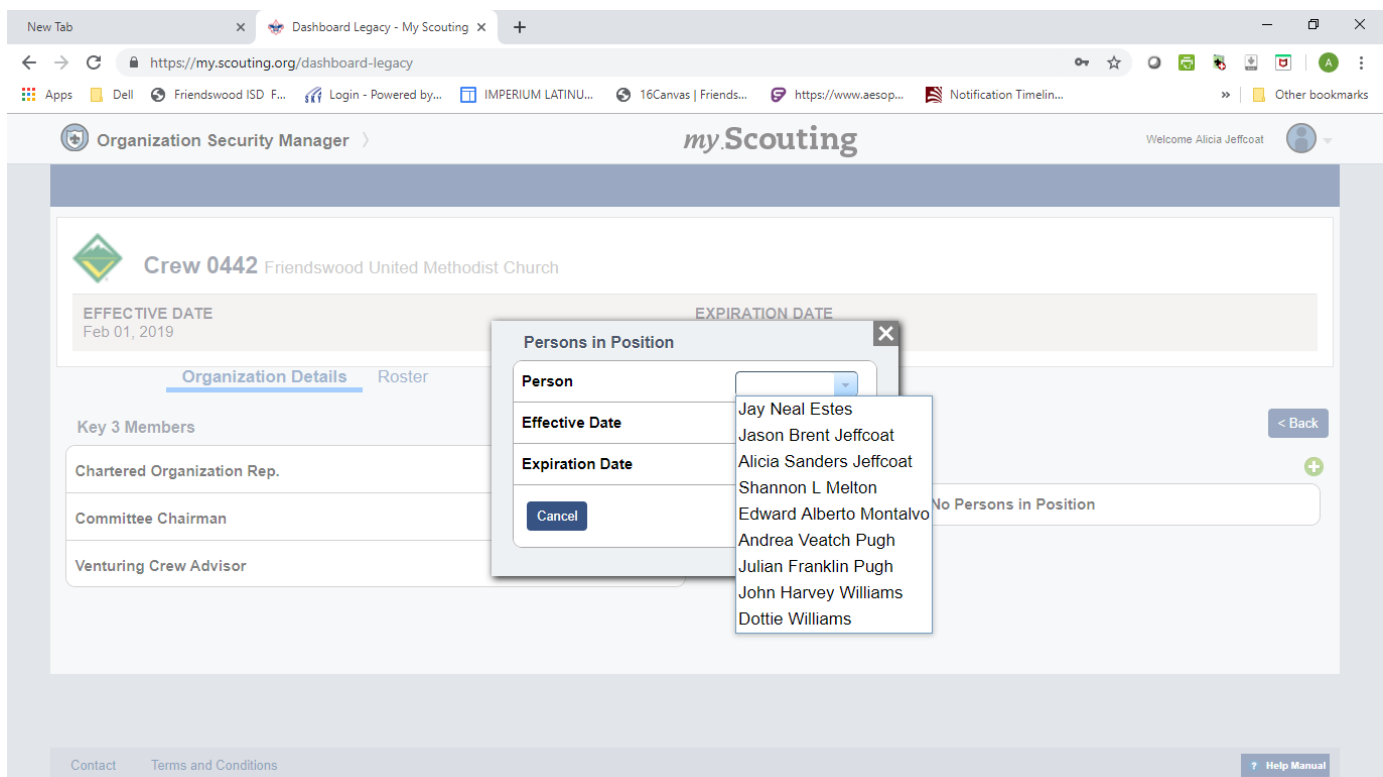 New Tab
Dashboard Legacy - My Scouting
https://my.scouting.org/dashboard-legacy
A
Apps Dell Friendswood ISD F... Login - Powered by... IMPERIUM LATINU... 16Canvas | Friends... https://www.aesop... Notification Timelin... » Other bookmarks
Organization Security Manager
my.Scouting
Welcome Alicia Jeffcoat
Crew 0442 Friendswood United Methodist Church
EFFECTIVE DATE
Feb 01, 2019
EXPIRATION DATE
Organization Details Roster
Key 3 Members
Chartered Organization Rep.
Committee Chairman
Venturing Crew Advisor
Persons in Position
Person
Effective Date
Expiration Date
Cancel
Jay Neal Estes
Jason Brent Jeffcoat
Alicia Sanders Jeffcoat
Shannon L Melton
Edward Alberto Montalvo
Andrea Veatch Pugh
Julian Franklin Pugh
John Harvey Williams
Dottie Williams
< Back
No Persons in Position
Contact Terms and Conditions
? Help Manual